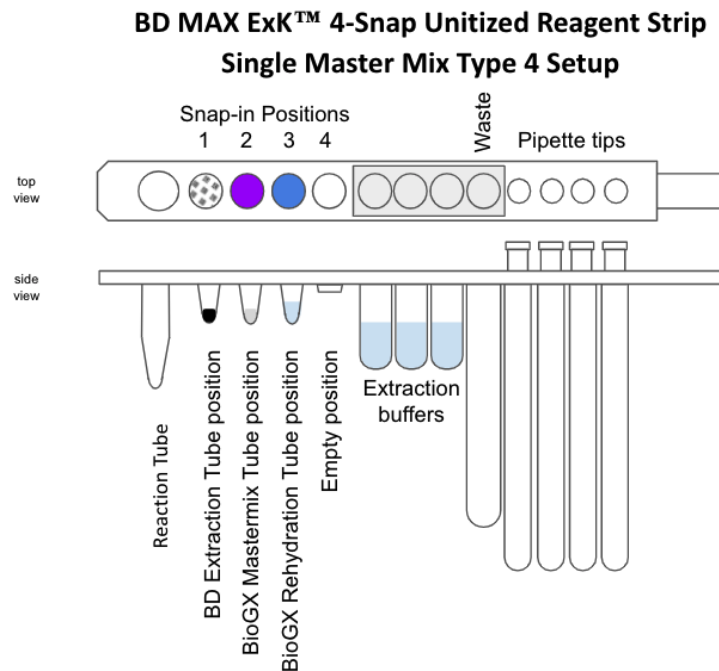 BD MAX ExK™ 4-Snap Unitized Reagent Strip
Single Master Mix Type 4 Setup
Snap-in Positions
1 2 3 4
Waste
Pipette tips
top
view
side
view
Reaction Tube
BD Extraction Tube position
BioGX Mastermix Tube position
BioGX Rehydration Tube position
Empty position
Extraction
buffers